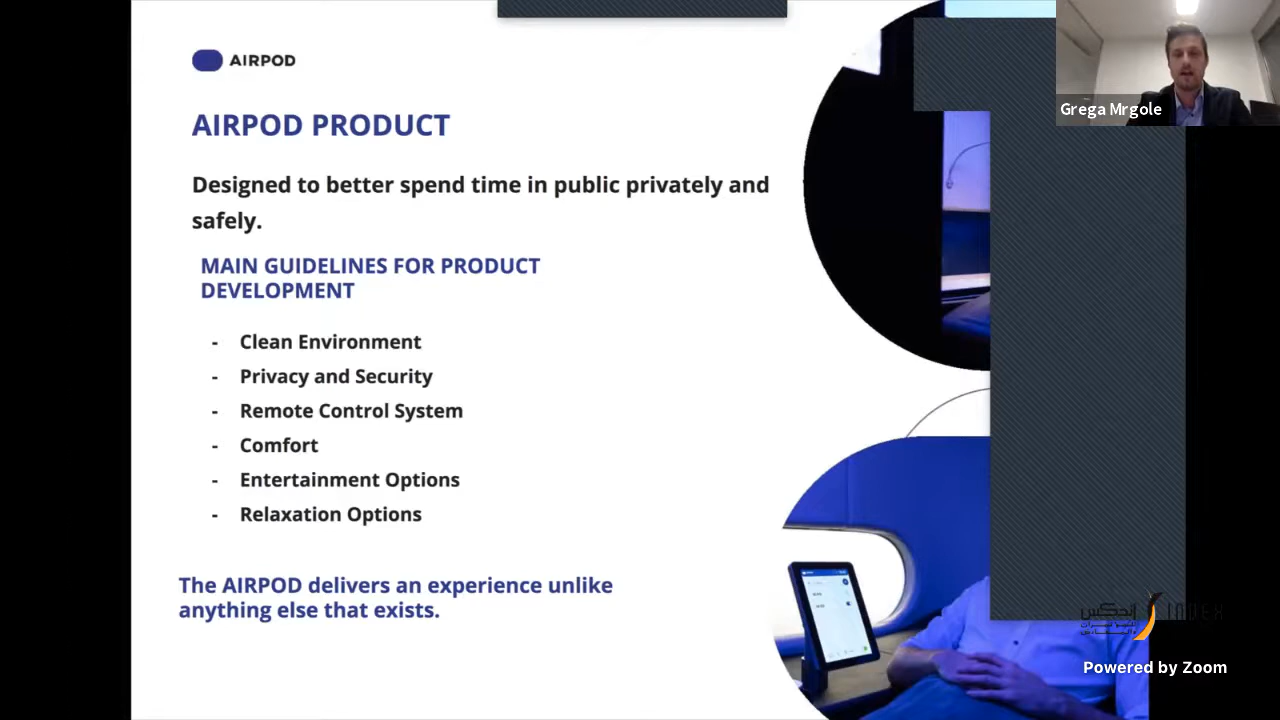 AIRPOD
AIRPOD PRODUCT
Designed to better spend time in public privately and
safely.
MAIN GUIDELINES FOR PRODUCT
DEVELOPMENT
- Clean Environment
- Privacy and Security
- Remote Control System
- Comfort
- Entertainment Options
- Relaxation Options
The AIRPOD delivers an experience unlike
anything else that exists.
Grega Mrgole
إندكس INDEX
Powered by Zoom